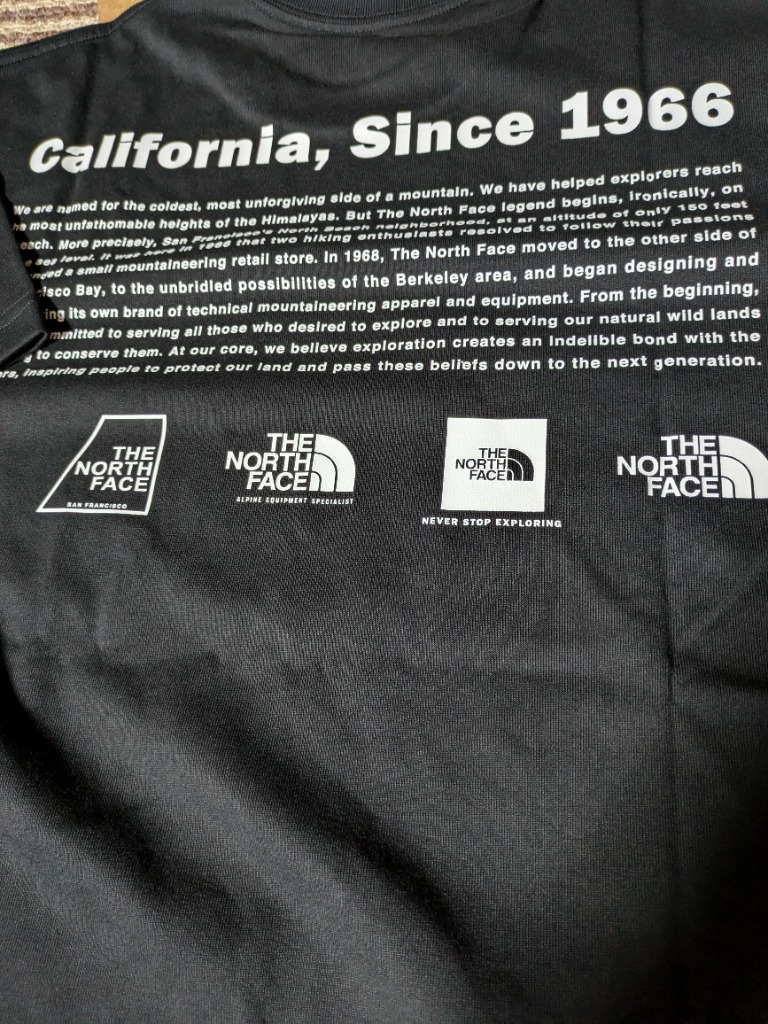 California, Since 1966
We are named for the coldest, most unforgiving side of a mountain. We have helped explorers reach
most unfathomable heights of the Himalayas. But The North Face legend begins, ironically, on
each. More precisely, San Francisco's North Beach neighborhood, at an altitude of only 150 feet
sea level. It was here in 1966 that two hiking enthusiasts resolved to follow their passions
a small mountaineering retail store. In 1968, The North Face moved to the other side of
isco Bay, to the unbridled possibilities of the Berkeley area, and began designing and
ing its own brand of technical mountaineering apparel and equipment. From the beginning,
mmitted to serving all those who desired to explore and to serving our natural wild lands
to conserve them. At our core, we believe exploration creates an indelible bond with the
rs, inspiring people to protect our land and pass these beliefs down to the next generation.
THE
NORTH
FACE
SAN FRANCISCO
THE
NORTH
FACE
ALPINE EQUIPMENT SPECIALIST
THE
NORTH
FACE
NEVER STOP EXPLORING
THE
NORTH
FACE